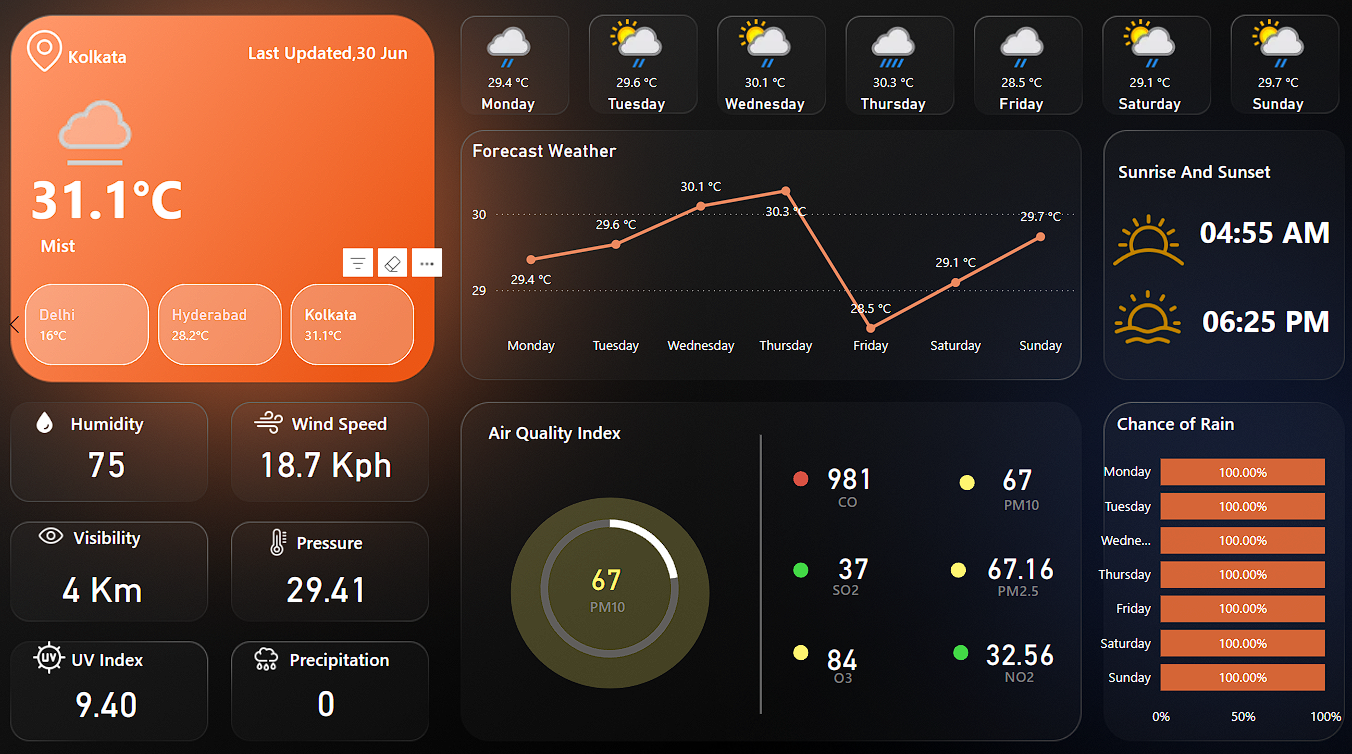 Kolkata
Last Updated,30 Jun
31.1°C
Mist
Delhi
16°C
Hyderabad
28.2°C
Kolkata
31.1°C
29.4 °C
Monday
29.6 °C
Tuesday
30.1 °C
Wednesday
30.3 °C
Thursday
28.5 °C
Friday
29.1 °C
Saturday
29.7 °C
Sunday
Forecast Weather
30
29
29.4 °C
29.6 °C
30.1 °C
30.3 °C
28.5 °C
29.1 °C
29.7 °C
Monday
Tuesday
Wednesday
Thursday
Friday
Saturday
Sunday
Sunrise And Sunset
04:55 AM
06:25 PM
Humidity
75
Wind Speed
18.7 Kph
Visibility
4 Km
Pressure
29.41
UV
UV Index
9.40
Precipitation
0
Air Quality Index
67
PM10
981
CO
67
PM10
37
SO2
67.16
PM2.5
84
O3
32.56
NO2
Chance of Rain
Monday 100.00%
Tuesday 100.00%
Wedne... 100.00%
Thursday 100.00%
Friday 100.00%
Saturday 100.00%
Sunday 100.00%
0% 50% 100%